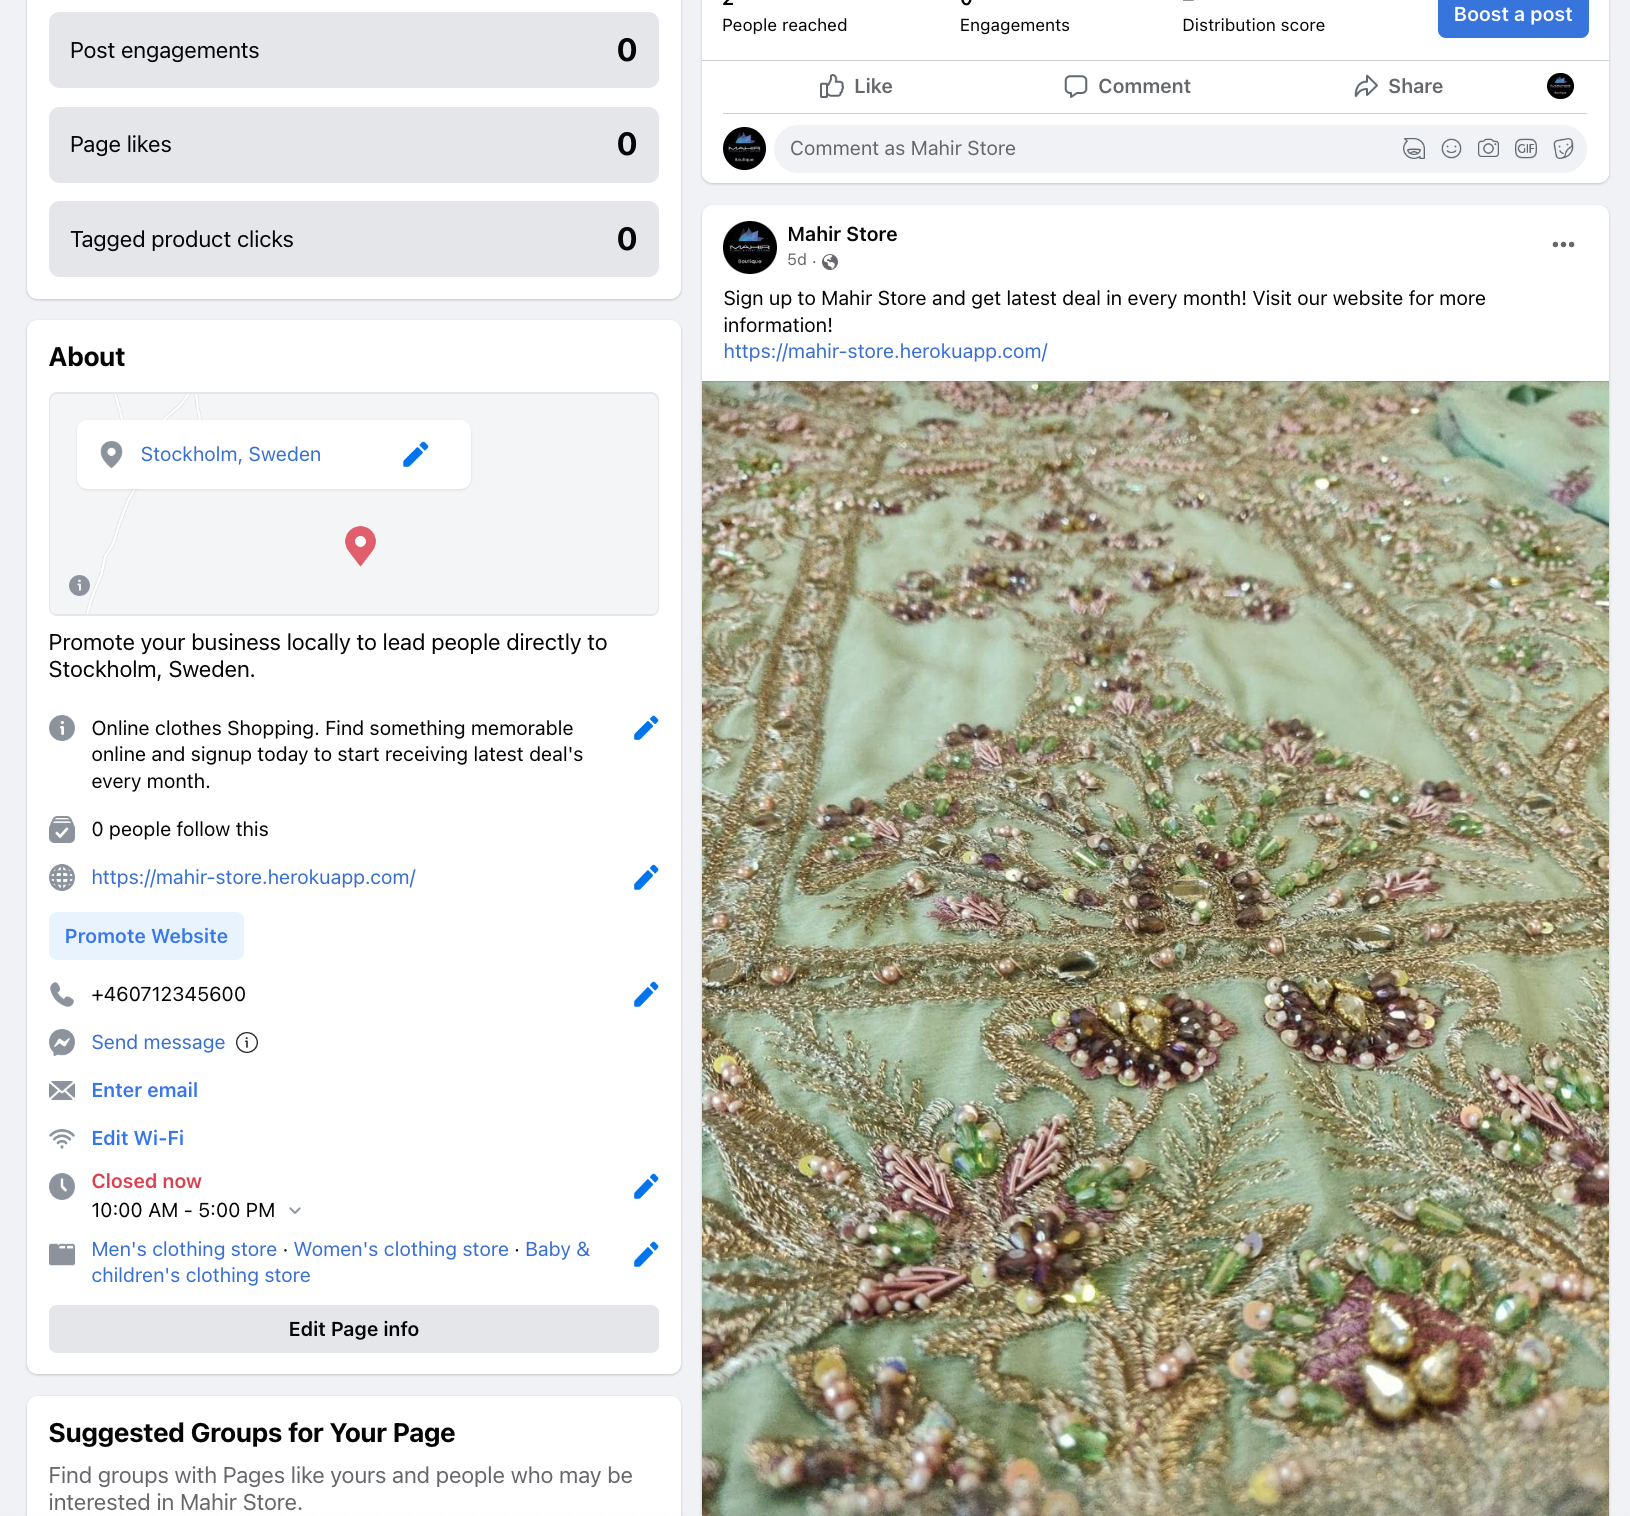 Post engagements
0
Page likes
0
Tagged product clicks
0
About
Stockholm, Sweden
Promote your business locally to lead people directly to
Stockholm, Sweden.
Online clothes Shopping. Find something memorable
online and signup today to start receiving latest deal's
every month.
0 people follow this
https://mahir-store.herokuapp.com/
Promote Website
+460712345600
Send message
Enter email
Edit Wi-Fi
Closed now
10:00 AM - 5:00 PM
Men's clothing store · Women's clothing store · Baby &
children's clothing store
Edit Page info
Suggested Groups for Your Page
Find groups with Pages like yours and people who may be
interested in Mahir Store.
People reached
Engagements
Distribution score
Boost a post
Like
Comment
Share
MAHIR
Boutique
Comment as Mahir Store
GIF
MAHIR
Boutique
Mahir Store
5d ·
Sign up to Mahir Store and get latest deal in every month! Visit our website for more
information!
https://mahir-store.herokuapp.com/